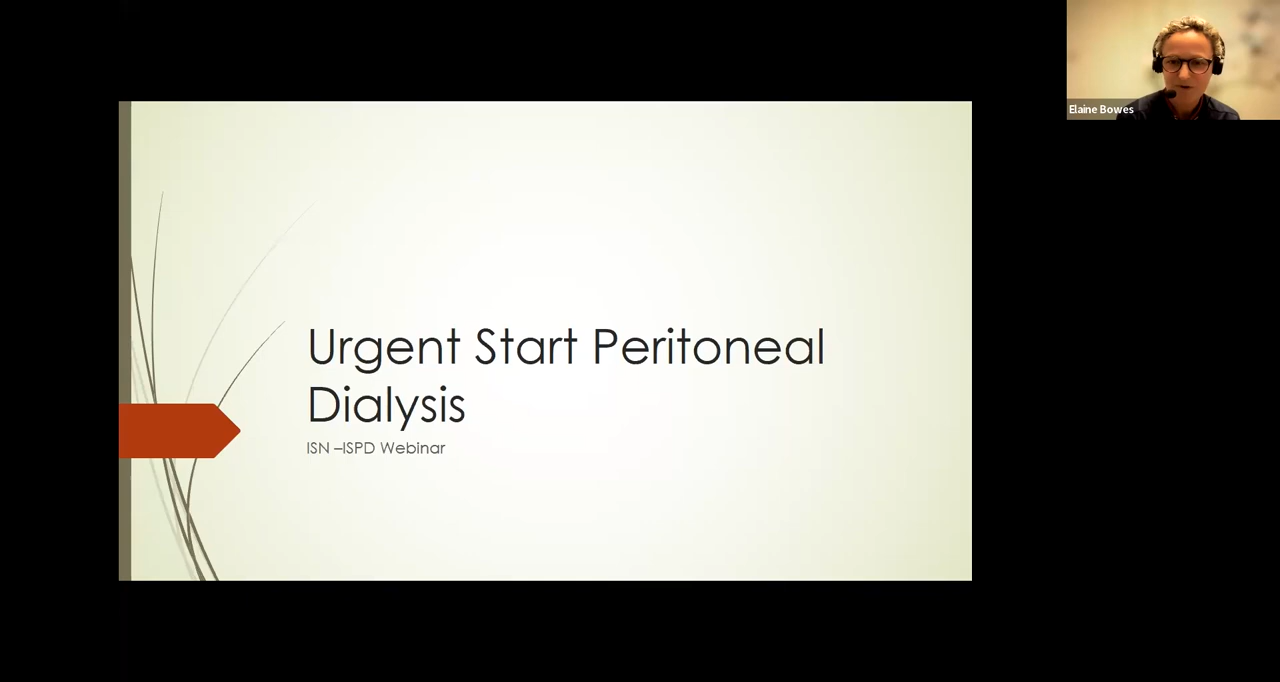 Elaine Bowes
Urgent Start Peritoneal
Dialysis
ISN –ISPD Webinar